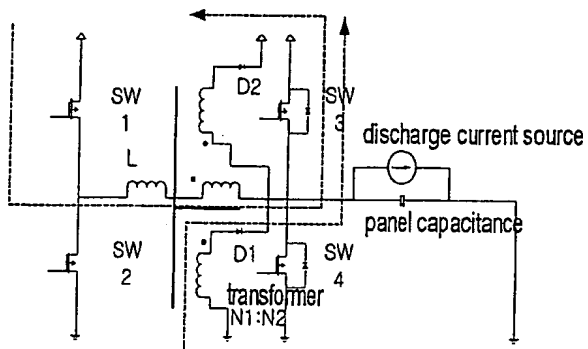 D2
SW
1
SW
3
discharge current source
L
panel capacitance
SW
2
D1
SW
4
transformer
N1:N2